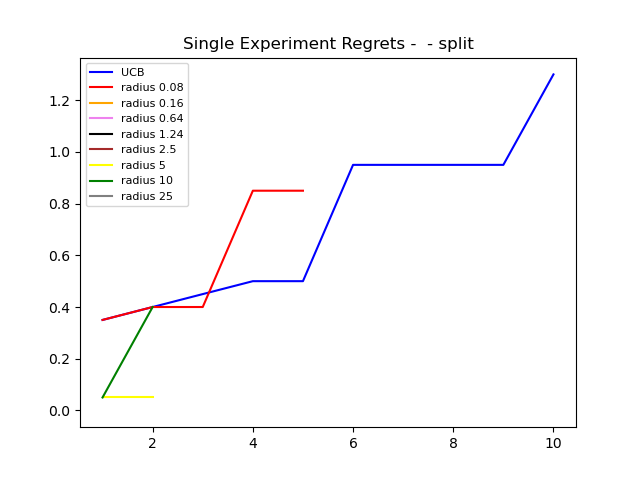 Single Experiment Regrets -  - split
UCB
radius 0.08
radius 0.16
radius 0.64
radius 1.24
radius 2.5
radius 5
radius 10
radius 25
1.2
1.0
0.8
0.6
0.4
0.2
0.0
2 4 6 8 10